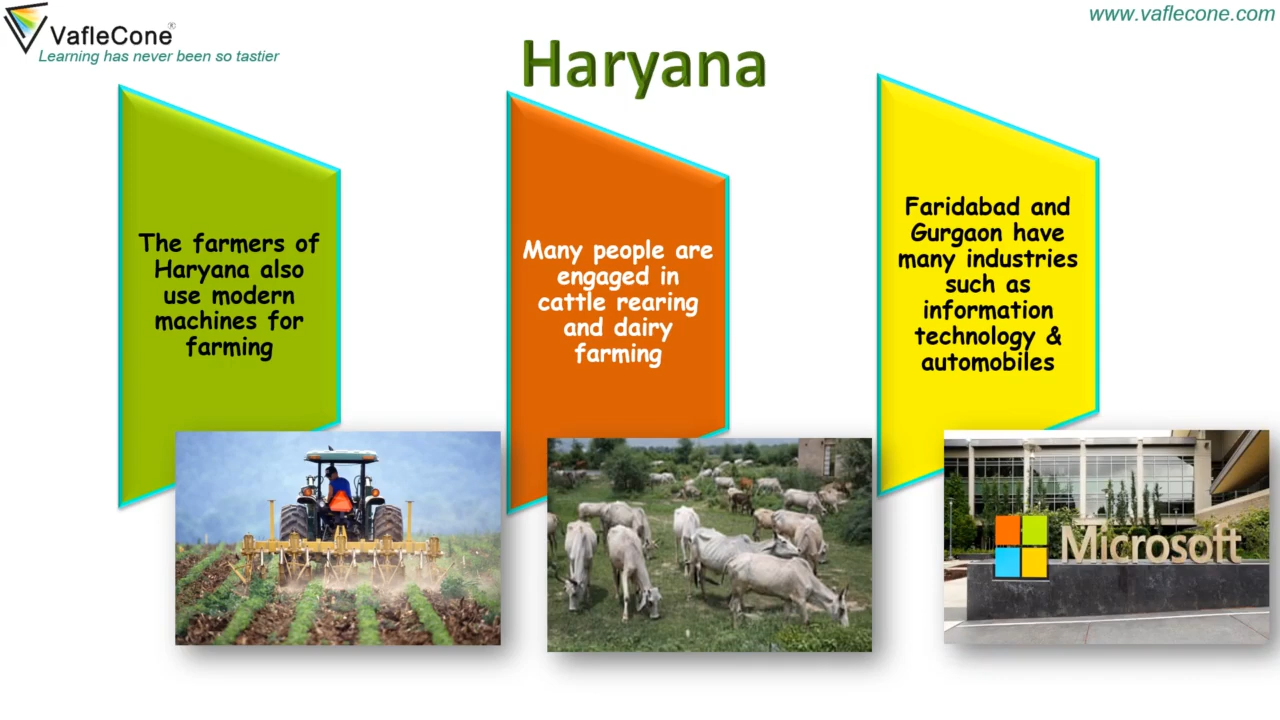 VafleCone®
Learning has never been so tastier
www.vaflecone.com
Haryana
The farmers of
Haryana also
use modern
machines for
farming
Many people are
engaged in
cattle rearing
and dairy
farming
Faridabad and
Gurgaon have
many industries
such as
information
technology &
automobiles
Microsoft